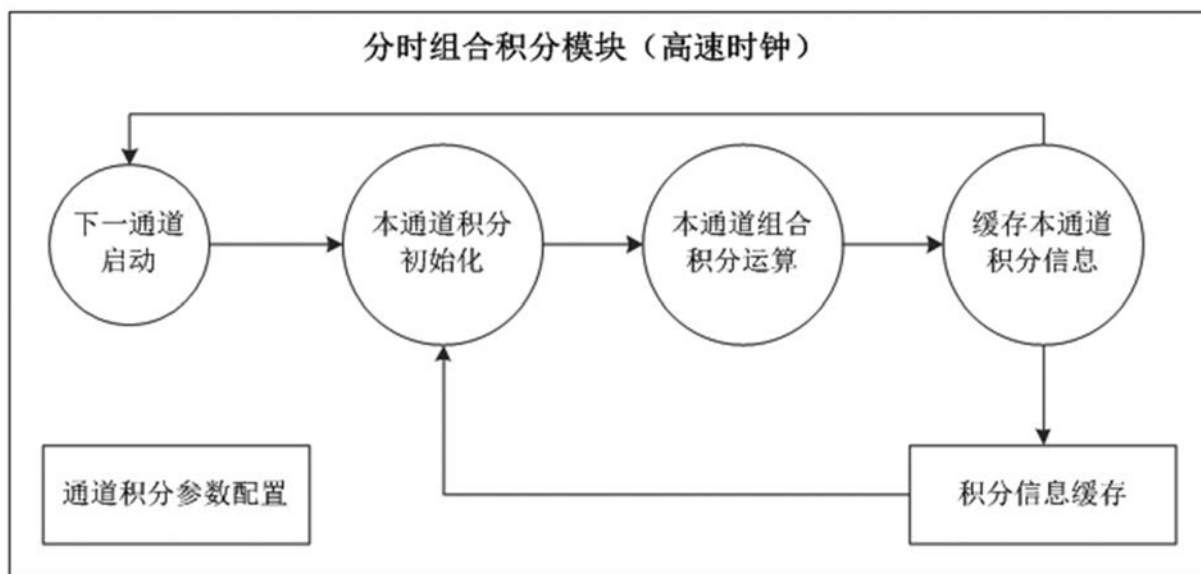 分时组合积分模块（高速时钟）
下一通道
启动
本通道积分
初始化
本通道组合
积分运算
缓存本通道
积分信息
通道积分参数配置
积分信息缓存